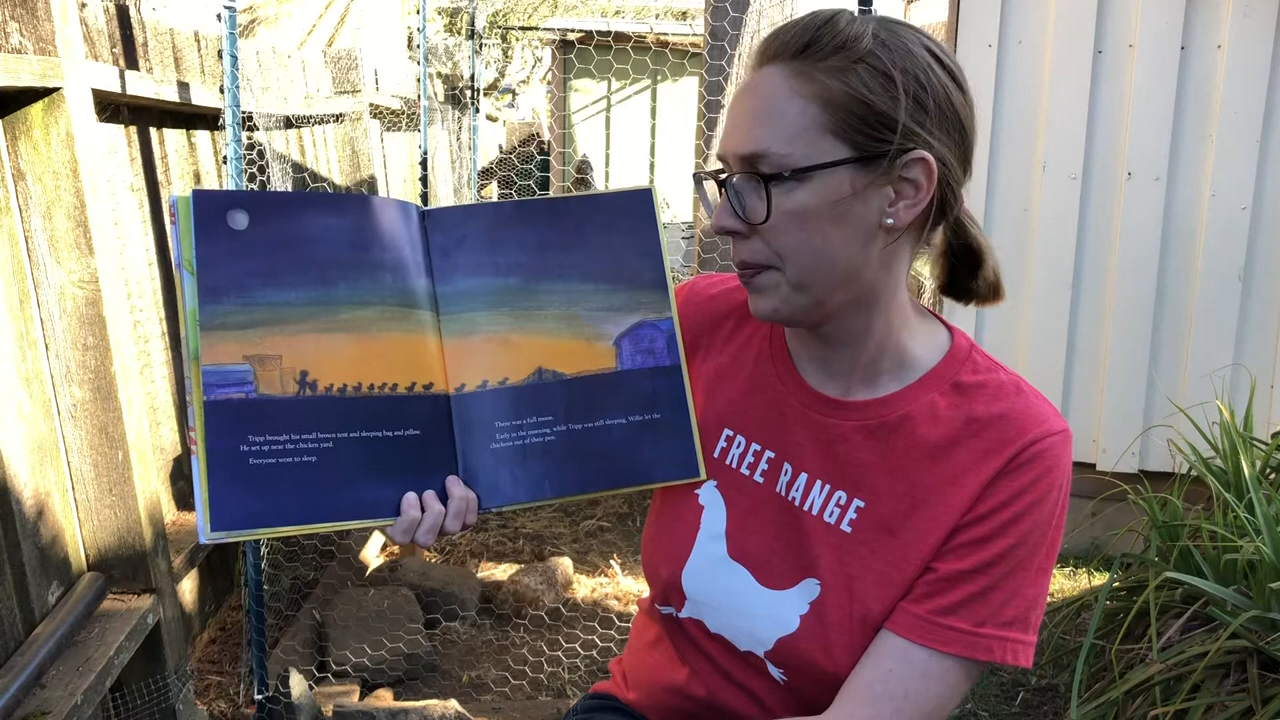 Tripp brought his small brown tent and sleeping bag and pillow.
He set up near the chicken yard.
Everyone went to sleep.
There was a full moon.
Early in the morning, while Tripp was still sleeping, Willie let the
chickens out of their pen.
FREE RANGE